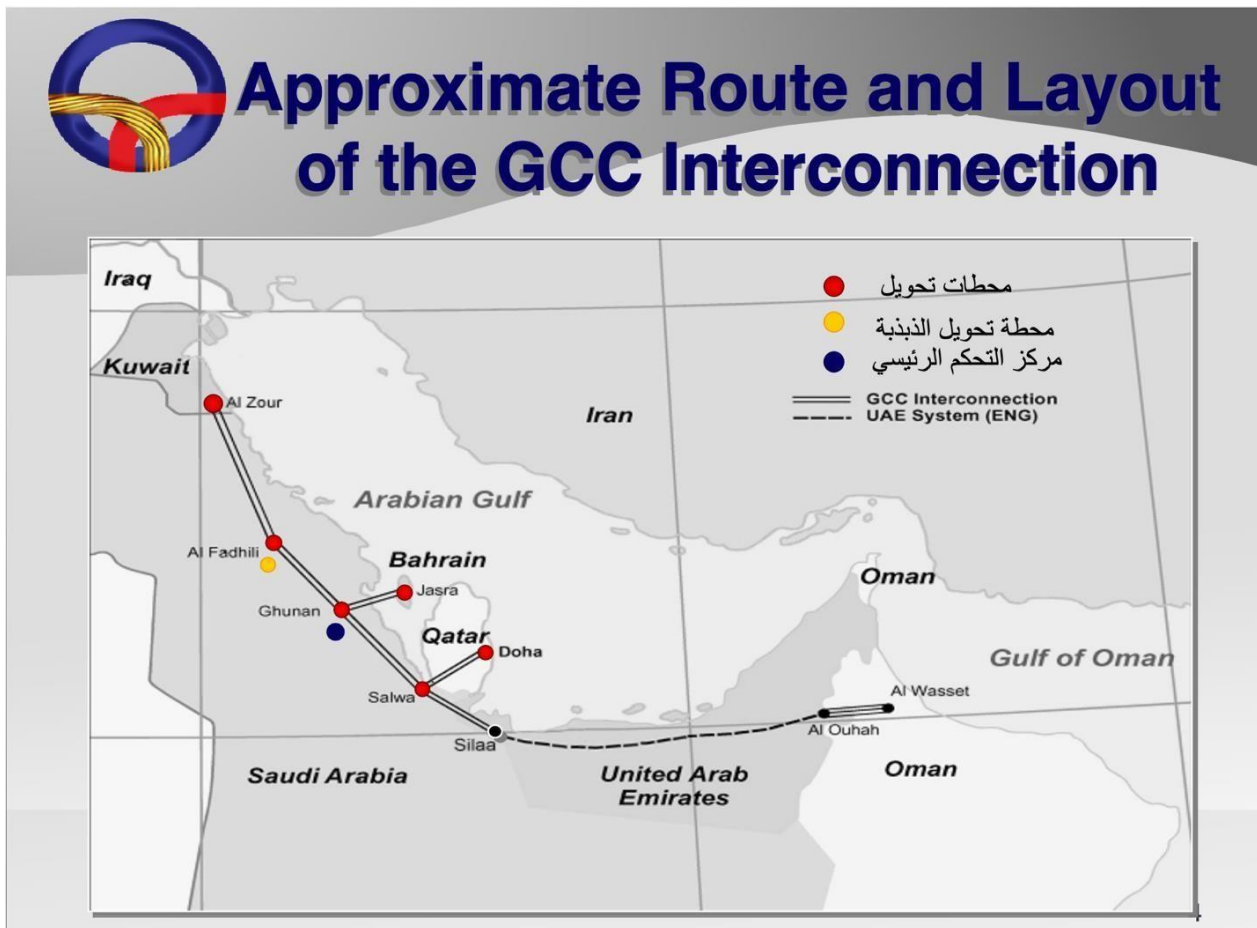 Approximate Route and Layout
of the GCC Interconnection
Iraq
محطات تحويل
محطة تحويل الذبذبة
Kuwait
مركز التحكم الرئيسي
GCC Interconnection
Al Zour
UAE System (ENG)
Iran
Arabian Gulf
Al Fadhili
Bahrain
Oman
Jasra
Ghunan
Qatar
Doha
Gulf of Oman
Salwa
Al Wasset
Al Ouhah
Silaa
Saudi Arabia
United Arab
Emirates
Oman